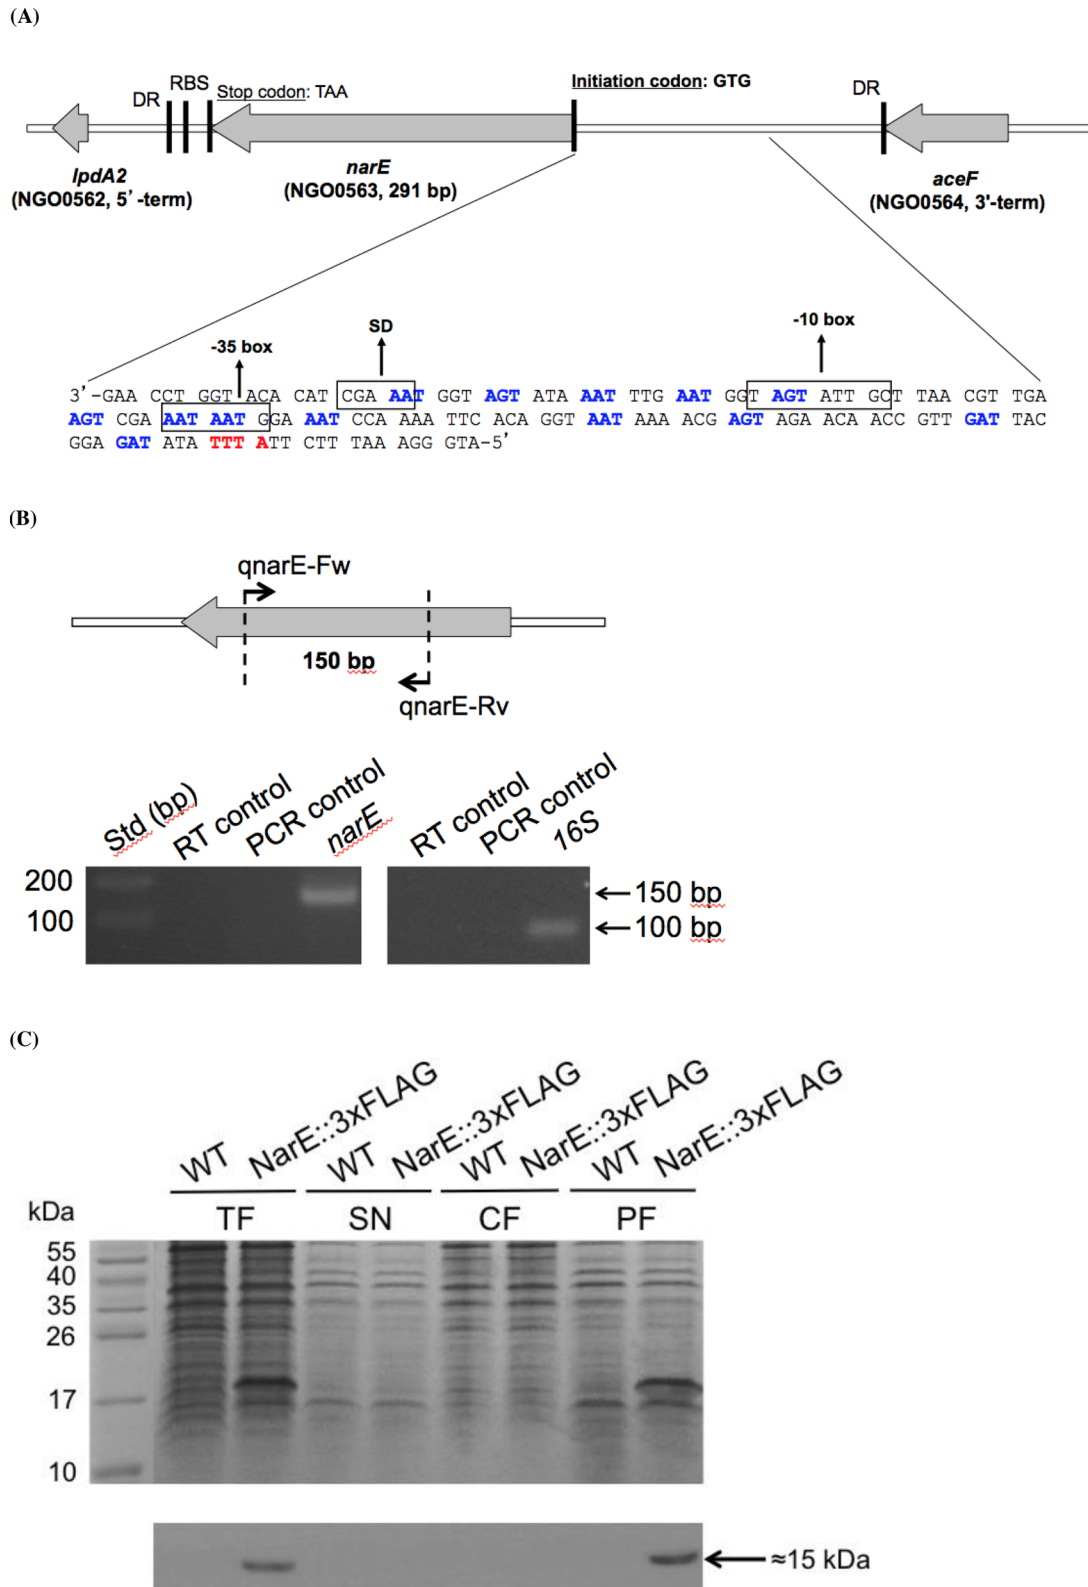 (A)
DR
RBS
Stop codon: TAA
Initiation codon: GTG
DR
lpdA2
(NGO0562, 5'-term)
narE
(NGO0563, 291 bp)
aceF
(NGO0564, 3'-term)
-35 box
SD
-10 box
3'-GAA CCT GGT ACA CAT CGA AAT GGT AGT ATA AAT TTG AAT GGT AGT ATT GCT TAA CGT TGA
AGT CGA AAT AAT GGA AAT CCA AAA TTC ACA GGT AAT AAA ACG AGT AGA ACA ACC GTT GAT TAC
GGA GAT ATA TTT ATT CTT TAA AGG GTA-5'
(B)
qnarE-Fw
150 bp
qnarE-Rv
Std (bp)
RT control
PCR control
narE
RT control
PCR control
16S
200
100
150 bp
100 bp
(C)
WT
NarE::3xFLAG
WT
NarE::3xFLAG
WT
NarE::3xFLAG
WT
NarE::3xFLAG
kDa
TF
SN
CF
PF
55
40
35
26
17
10
≈15 kDa